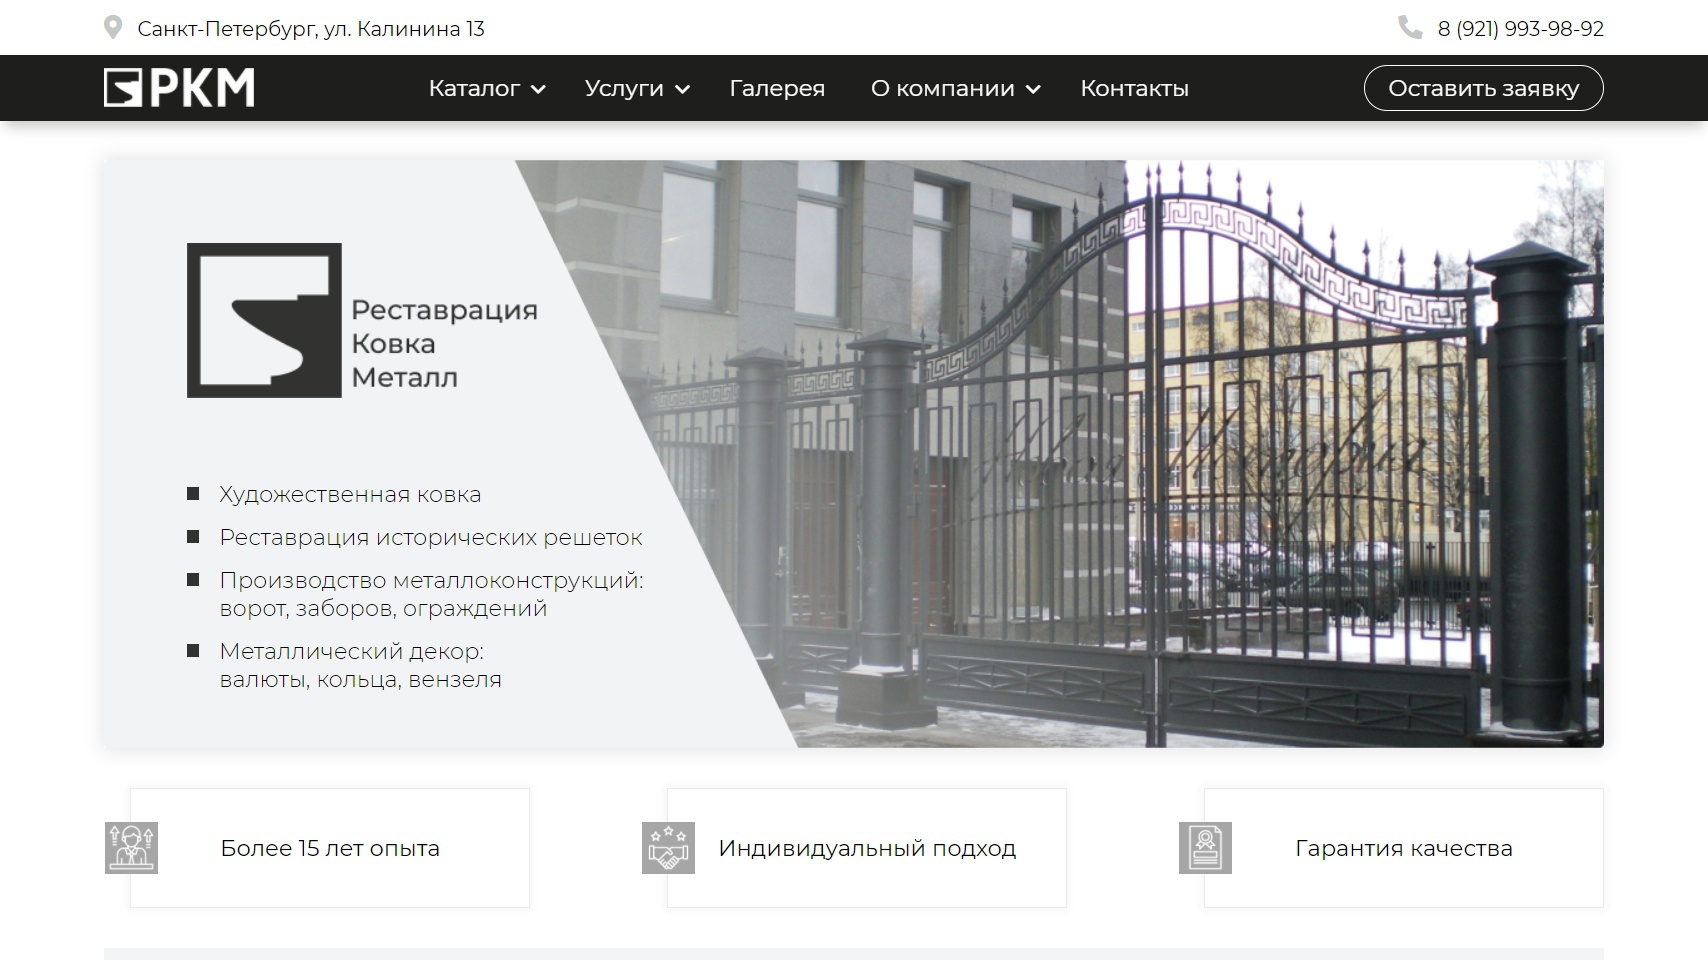 Санкт-Петербург, ул. Калинина 13
8 (921) 993-98-92
РКМ
Каталог
Услуги
Галерея
О компании
Контакты
Оставить заявку
Реставрация
Ковка
Металл
Художественная ковка
Реставрация исторических решеток
Производство металлоконструкций:
ворот, заборов, ограждений
Металлический декор:
валюты, кольца, вензеля
Более 15 лет опыта
Индивидуальный подход
Гарантия качества